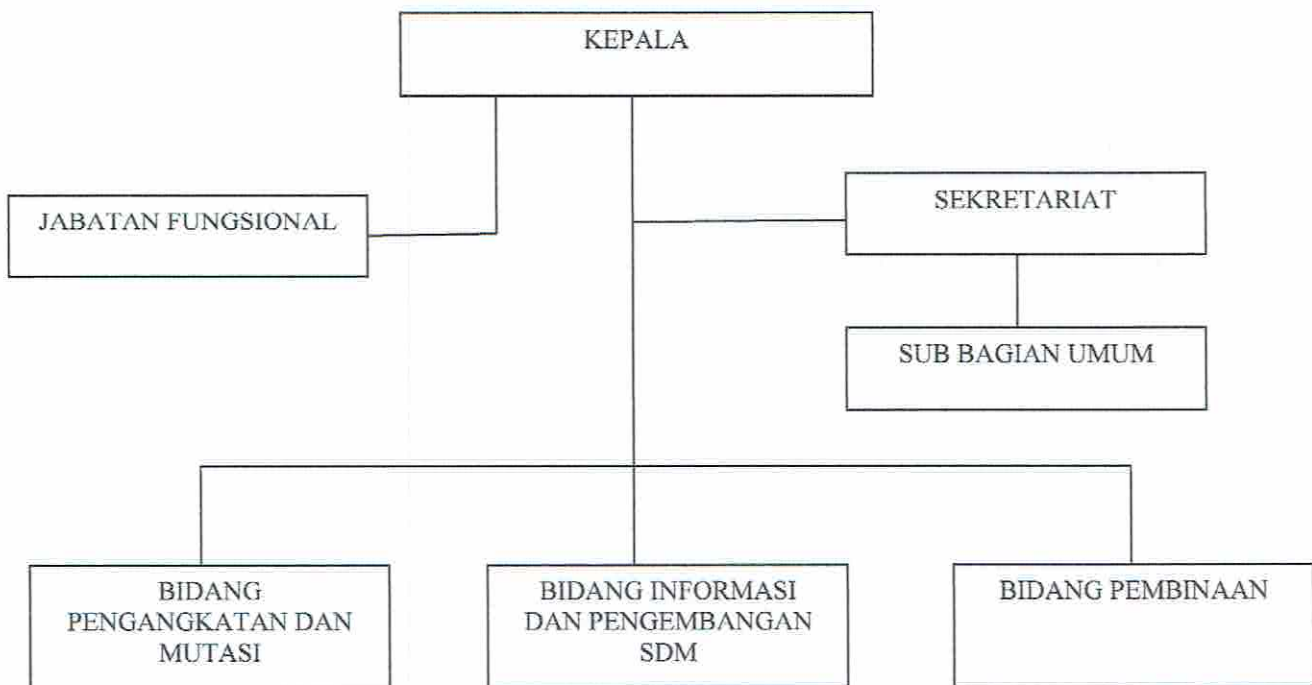 KEPALA
JABATAN FUNGSIONAL
SEKRETARIAT
SUB BAGIAN UMUM
BIDANG
PENGANGKATAN DAN
MUTASI
BIDANG INFORMASI
DAN PENGEMBANGAN
SDM
BIDANG PEMBINAAN